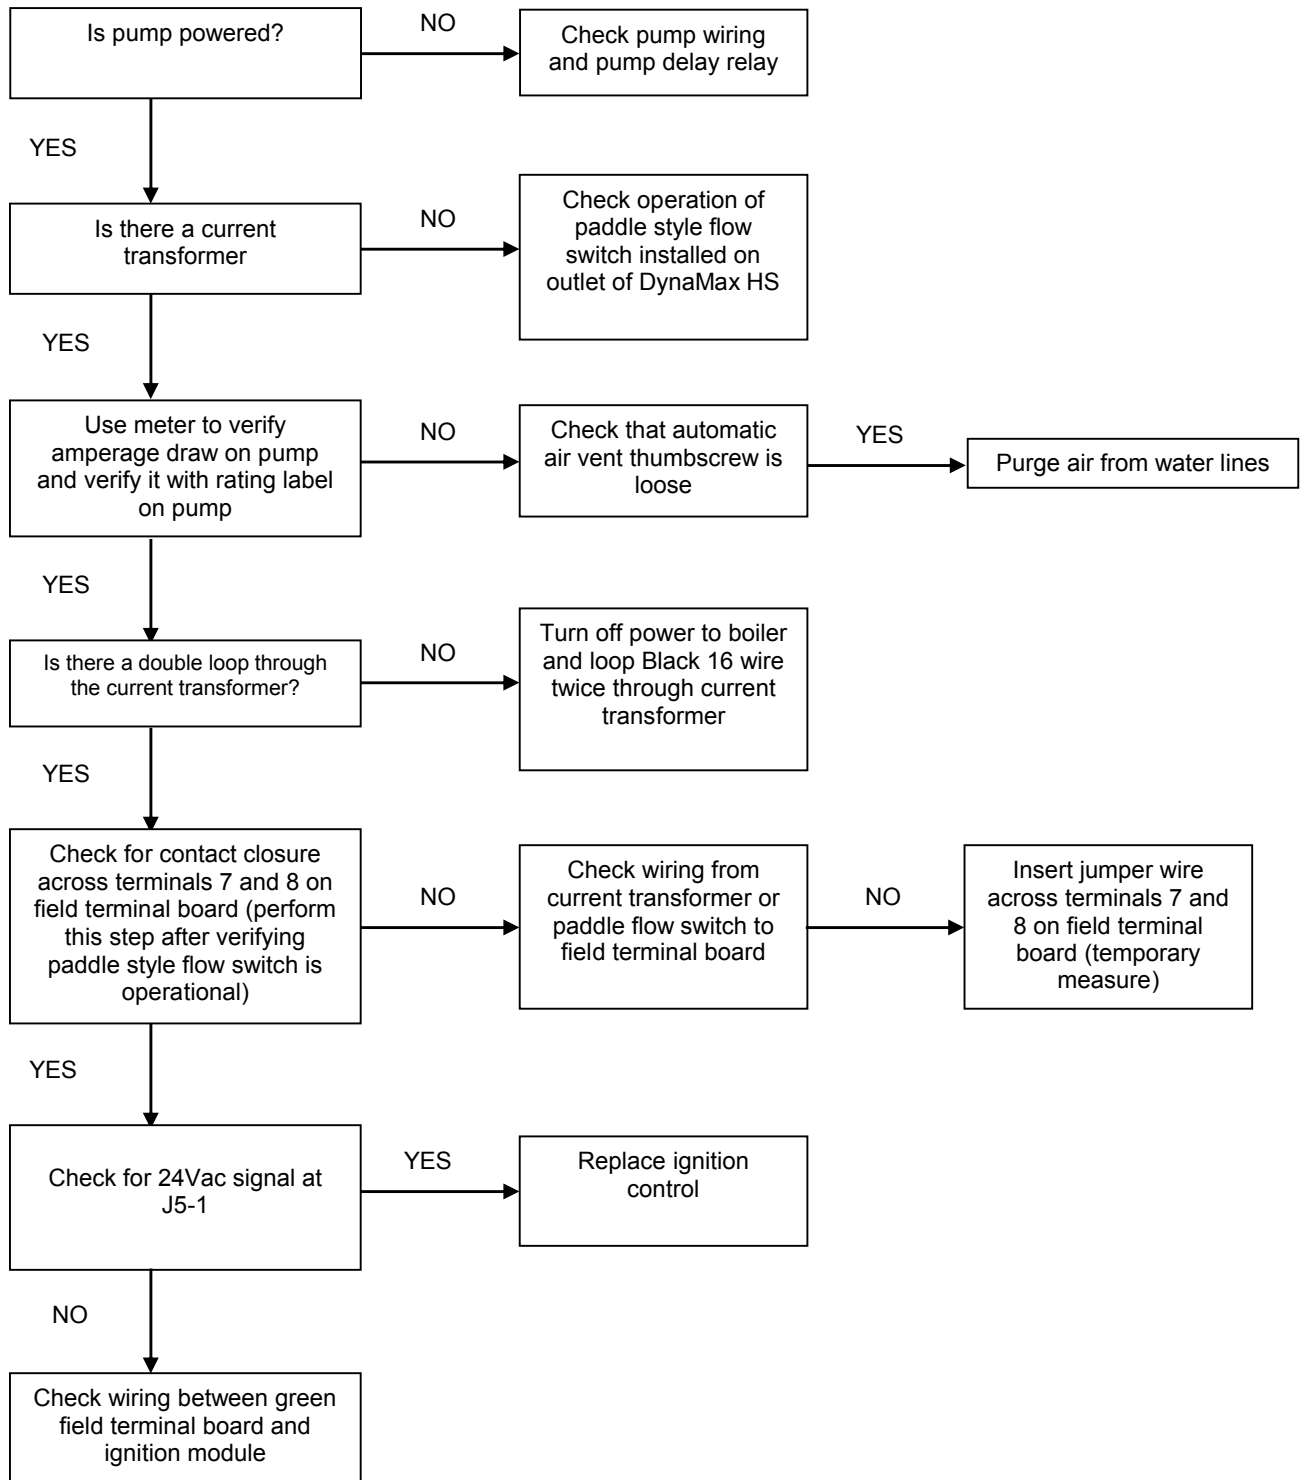 Is pump powered?
NO
Check pump wiring
and pump delay relay
YES
Is there a current
transformer
NO
Check operation of
paddle style flow
switch installed on
outlet of DynaMax HS
YES
Use meter to verify
amperage draw on pump
and verify it with rating label
on pump
NO
Check that automatic
air vent thumbscrew is
loose
YES
Purge air from water lines
YES
Is there a double loop through
the current transformer?
NO
Turn off power to boiler
and loop Black 16 wire
twice through current
transformer
YES
Check for contact closure
across terminals 7 and 8 on
field terminal board (perform
this step after verifying
paddle style flow switch is
operational)
NO
Check wiring from
current transformer or
paddle flow switch to
field terminal board
NO
Insert jumper wire
across terminals 7 and
8 on field terminal
board (temporary
measure)
YES
Check for 24Vac signal at
J5-1
YES
Replace ignition
control
NO
Check wiring between green
field terminal board and
ignition module